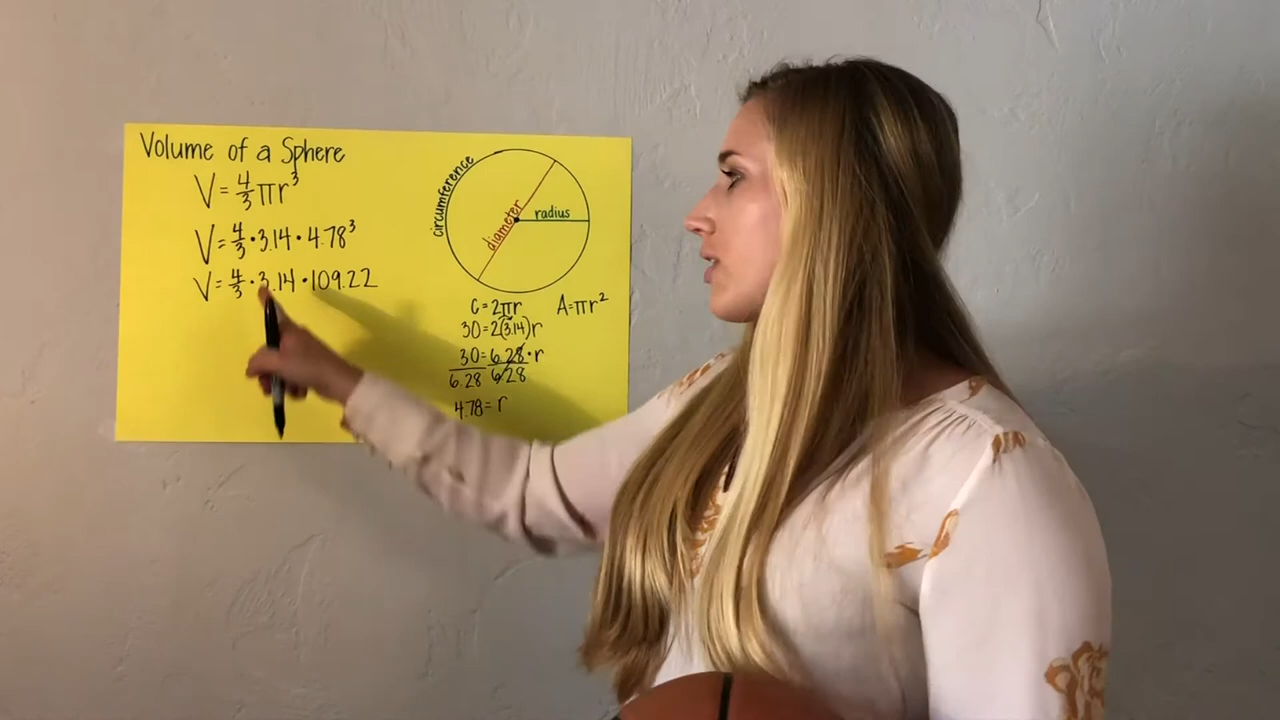 Volume of a Sphere
V = 4/3 πr³
V = 4/3 • 3.14 • 4.78³
V = 4/3 • 3.14 • 109.22
circumference
diameter
radius
C = 2πr
A = πr²
30 = 2(3.14)r
30 = 6.28 • r
6.28 6.28
4.78 = r